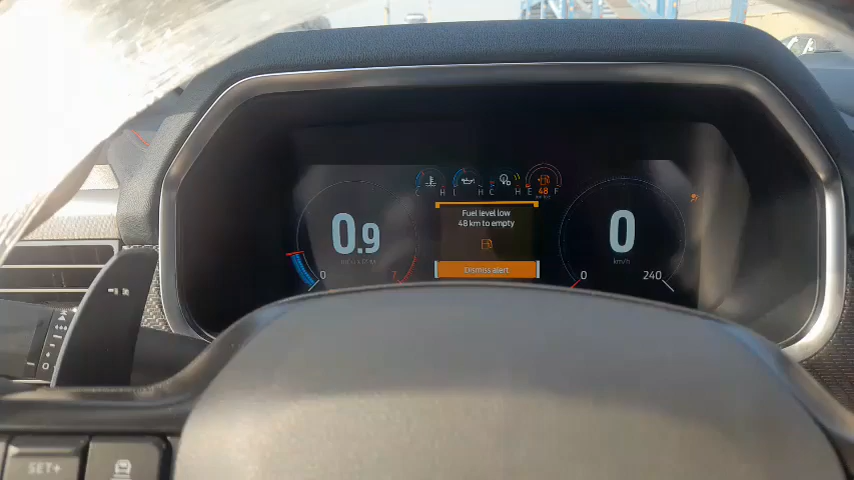 C H L H C H E 48 F
Fuel level low
48 km to empty
0.9
0
km/h
0
7
0
240
Dismiss alert
SET+